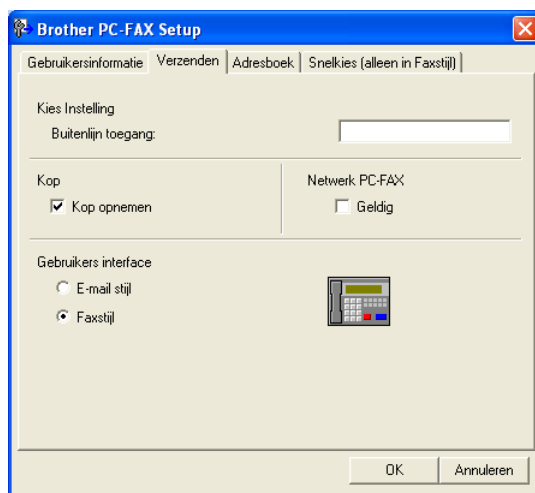 Brother PC-FAX Setup
Gebruikersinformatie Verzenden Adresboek Snelkies (alleen in Faxstijl)
Kies Instelling
Buitenlijn toegang:
Kop Netwerk PC-FAX
Kop opnemen Geldig
Gebruikers interface
E-mail stijl
Faxstijl
OK Annuleren